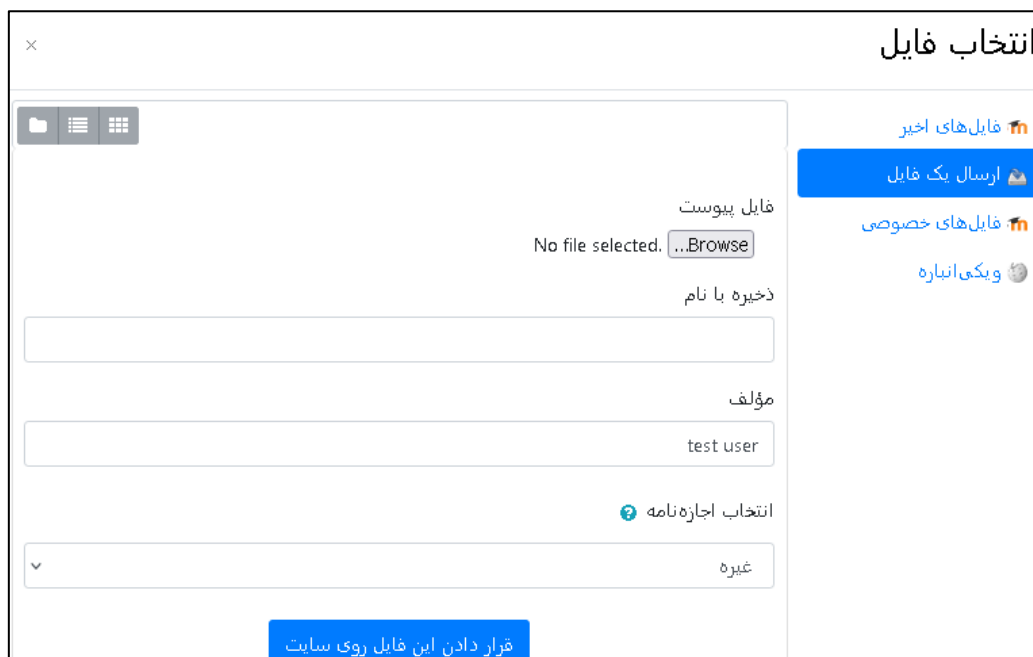 انتخاب فایل
×
فایل‌های اخیر
ارسال یک فایل
فایل‌های خصوصی
ویکی‌انباره
فایل پیوست
Browse... No file selected.
ذخیره با نام
مؤلف
test user
انتخاب اجازه‌نامه
غیره
قرار دادن این فایل روی سایت